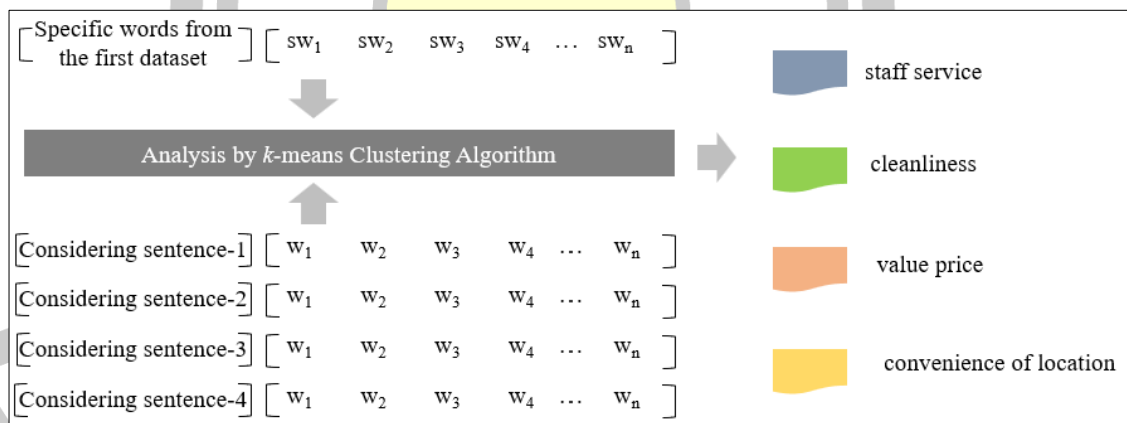 Specific words from
the first dataset
sw₁ sw₂ sw₃ sw₄ … swₙ
Analysis by k-means Clustering Algorithm
Considering sentence-1 w₁ w₂ w₃ w₄ … wₙ
Considering sentence-2 w₁ w₂ w₃ w₄ … wₙ
Considering sentence-3 w₁ w₂ w₃ w₄ … wₙ
Considering sentence-4 w₁ w₂ w₃ w₄ … wₙ
staff service
cleanliness
value price
convenience of location